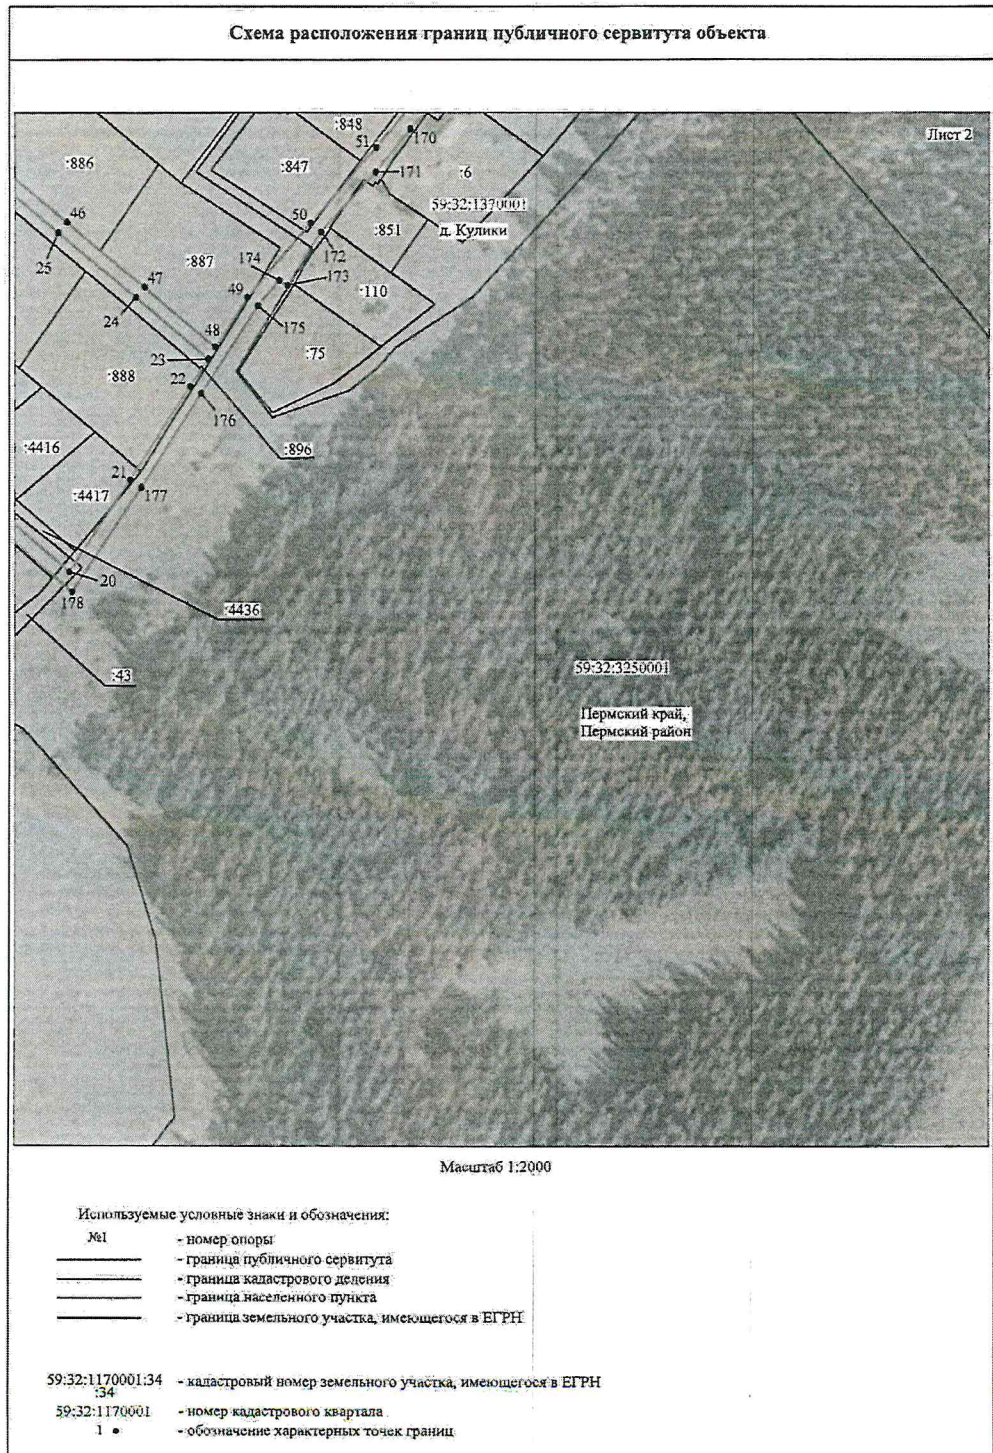 Схема расположения границ публичного сервитута объекта
Лист 2
:848
51
170
:886
:847
171
:6
59:32:1370001
46
50
:851
д. Кулики
25
172
:887
174
173
47
49
:110
24
175
48
:75
23
:888
22
176
:4416
:896
21
:4417
177
20
178
:4436
59:32:3250001
:43
Пермский край,
Пермский район
Масштаб 1:2000
Используемые условные знаки и обозначения:
№1 - номер опоры
- граница публичного сервитута
- граница кадастрового деления
- граница населенного пункта
- граница земельного участка, имеющегося в ЕГРН
59:32:1170001:34 - кадастровый номер земельного участка, имеющегося в ЕГРН
:34
59:32:1170001 - номер кадастрового квартала
1 - обозначение характерных точек границ